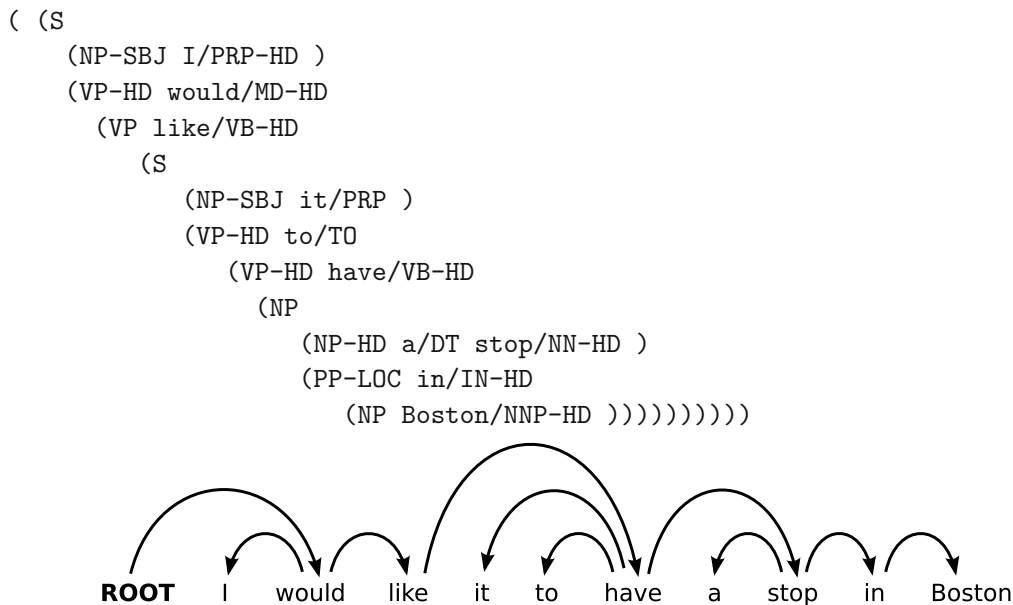 ( (S
(NP-SBJ I/PRP-HD )
(VP-HD would/MD-HD
(VP like/VB-HD
(S
(NP-SBJ it/PRP )
(VP-HD to/TO
(VP-HD have/VB-HD
(NP
(NP-HD a/DT stop/NN-HD )
(PP-LOC in/IN-HD
(NP Boston/NNP-HD ))))))))))
ROOT I would like it to have a stop in Boston